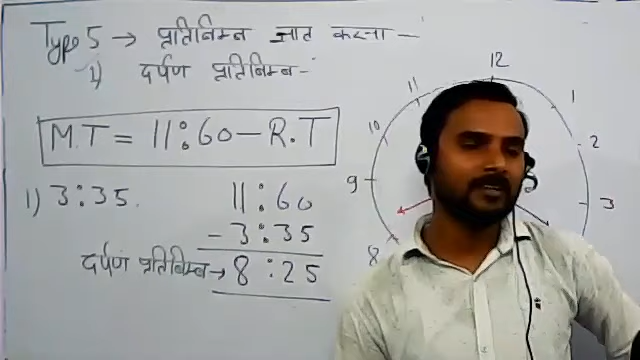 Type 5 → प्रतिबिम्ब ज्ञात करना –
1) दर्पण प्रतिबिम्ब –
M.T = 11:60 – R.T
1) 3:35.
11:60
– 3:35
दर्पण प्रतिबिम्ब → 8:25
12
11
1
10
2
9
3
8